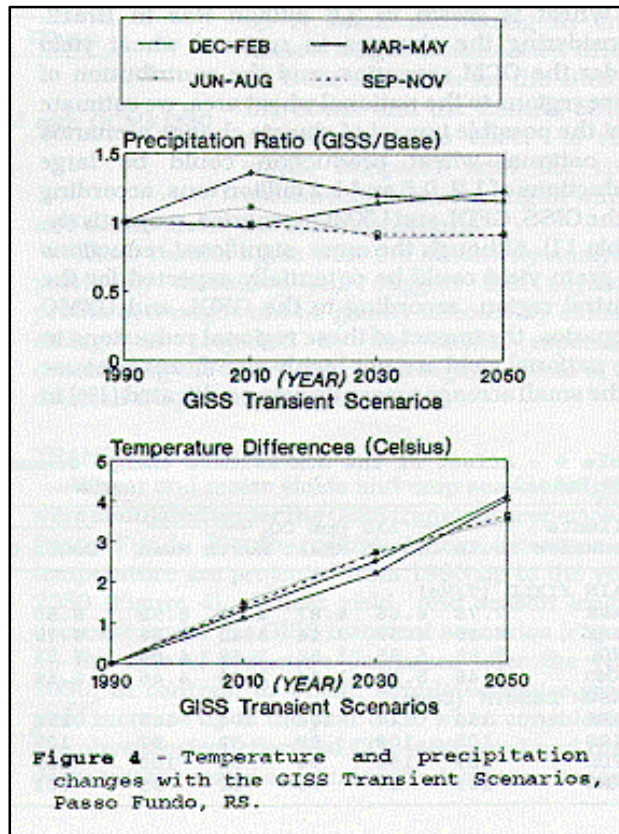 DEC-FEB MAR-MAY
JUN-AUG SEP-NOV
Precipitation Ratio (GISS/Base)
1.5
1
0.5
0
1990 2010 (YEAR) 2030 2050
GISS Transient Scenarios
Temperature Differences (Celsius)
5
4
3
2
1
0
1990 2010 (YEAR) 2030 2050
GISS Transient Scenarios
Figure 4 - Temperature and precipitation
changes with the GISS Transient Scenarios,
Passo Fundo, RS.